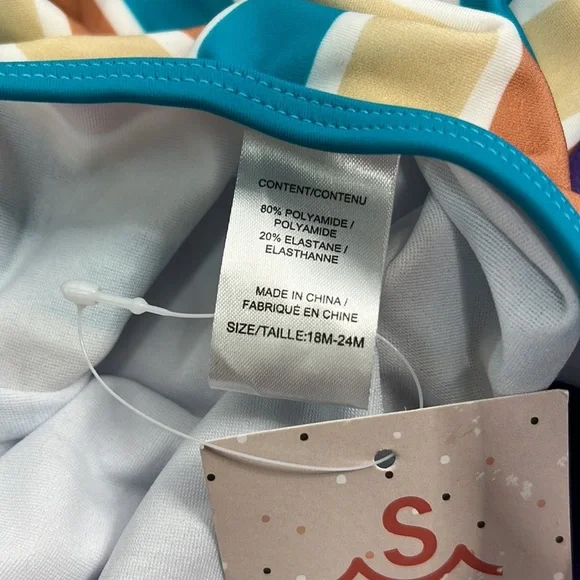 CONTENT/CONTENU
80% POLYAMIDE /
POLYAMIDE
20% ELASTANE /
ELASTHANNE
MADE IN CHINA /
FABRIQUÉ EN CHINE
SIZE/TAILLE:18M-24M
S